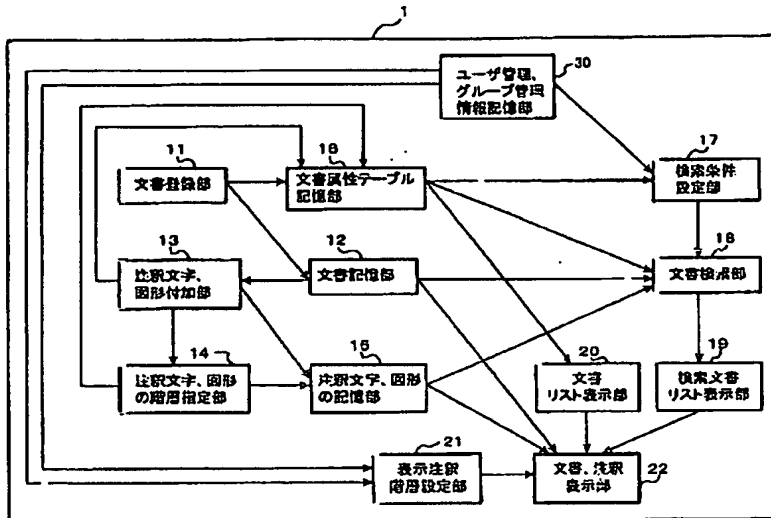 1
30
ユーザ管理、
グループ管理
情報記憶部
11
文書登録部
文書属性テーブル
記憶部
17
検索条件
設定部
13
注釈文字、
図形付加部
12
文書記憶部
18
文書検索部
14
注釈文字、図形
の階層指定部
注釈文字、図形
の記憶部
20
文書
リスト表示部
19
検索文書
リスト表示部
21
表示注釈
階層設定部
文書、注釈
表示部
22